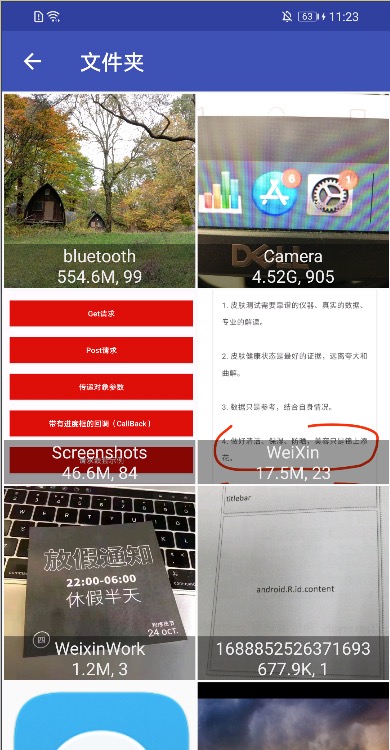 63
11:23
文件夹
bluetooth
554.6M, 99
6
1
DELL
Camera
4.52G, 905
Get请求
Post请求
传递对象参数
带有进度框的回调（CallBack）
Screenshots
46.6M, 84
1. 皮肤测试需要靠谱的仪器、真实的数据、
专业的解读。
2. 皮肤健康状态是最好的证据，远离夸大和
曲解。
3. 数据只是参考，结合自身情况。
4. 做好清洁、保湿、防晒，美容只是锦上添
花。
WeiXin
17.5M, 23
放假通知
22:00-06:00
休假半天
24 OCT.
四
WeixinWork
1.2M, 3
titlebar
android.R.id.content
1688852526371693
677.9K, 1